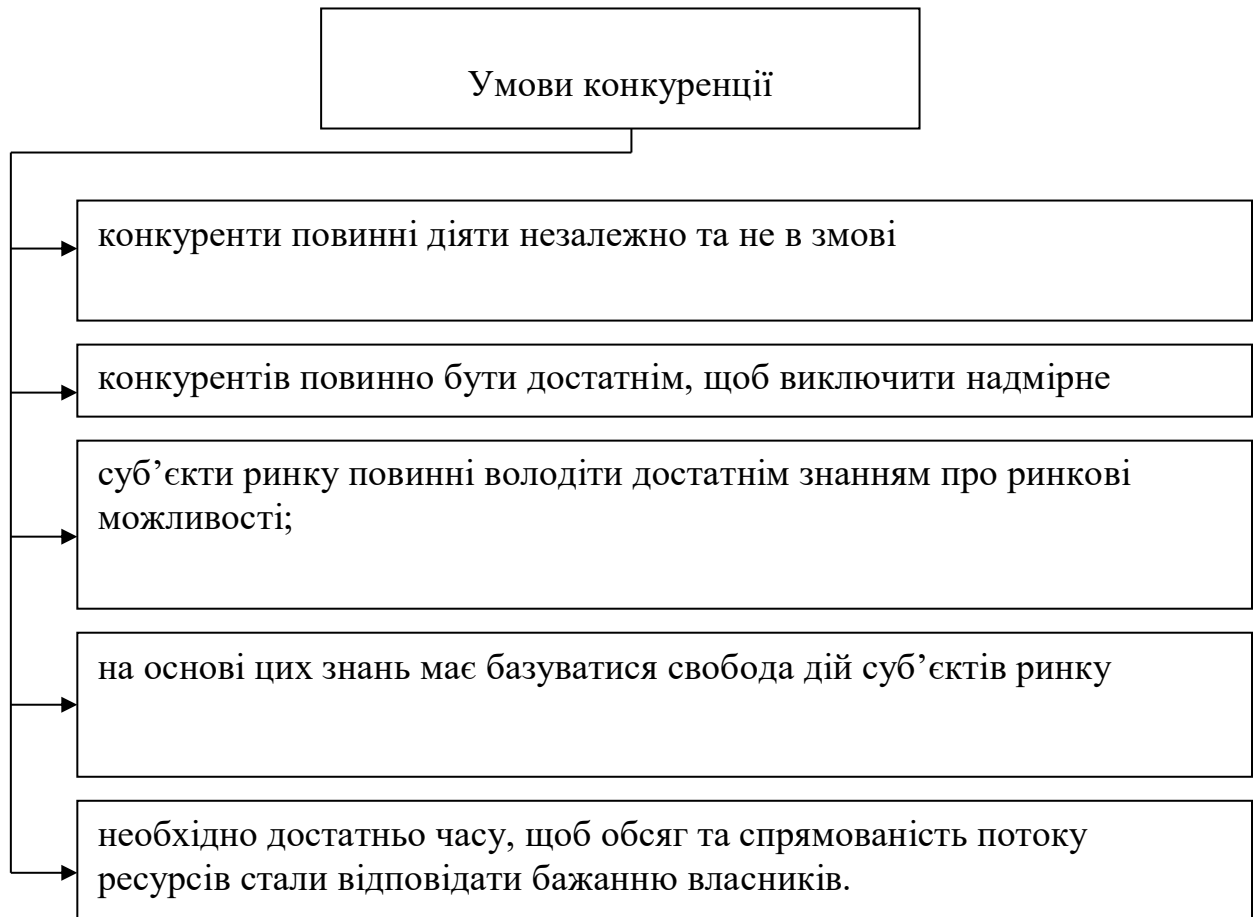 Умови конкуренції
конкуренти повинні діяти незалежно та не в змові
конкурентів повинно бути достатнім, щоб виключити надмірне
суб’єкти ринку повинні володіти достатнім знанням про ринкові
можливості;
на основі цих знань має базуватися свобода дій суб’єктів ринку
необхідно достатньо часу, щоб обсяг та спрямованість потоку
ресурсів стали відповідати бажанню власників.